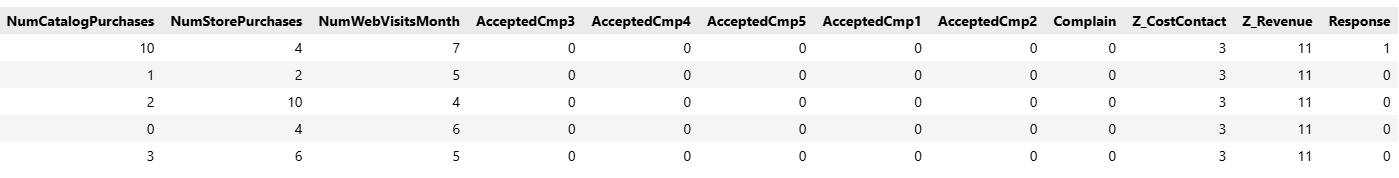 NumCatalogPurchases NumStorePurchases NumWebVisitsMonth AcceptedCmp3 AcceptedCmp4 AcceptedCmp5 AcceptedCmp1 AcceptedCmp2 Complain Z_CostContact Z_Revenue Response
10 4 7 0 0 0 0 0 0 3 11 1
1 2 5 0 0 0 0 0 0 3 11 0
2 10 4 0 0 0 0 0 0 3 11 0
0 4 6 0 0 0 0 0 0 3 11 0
3 6 5 0 0 0 0 0 0 3 11 0